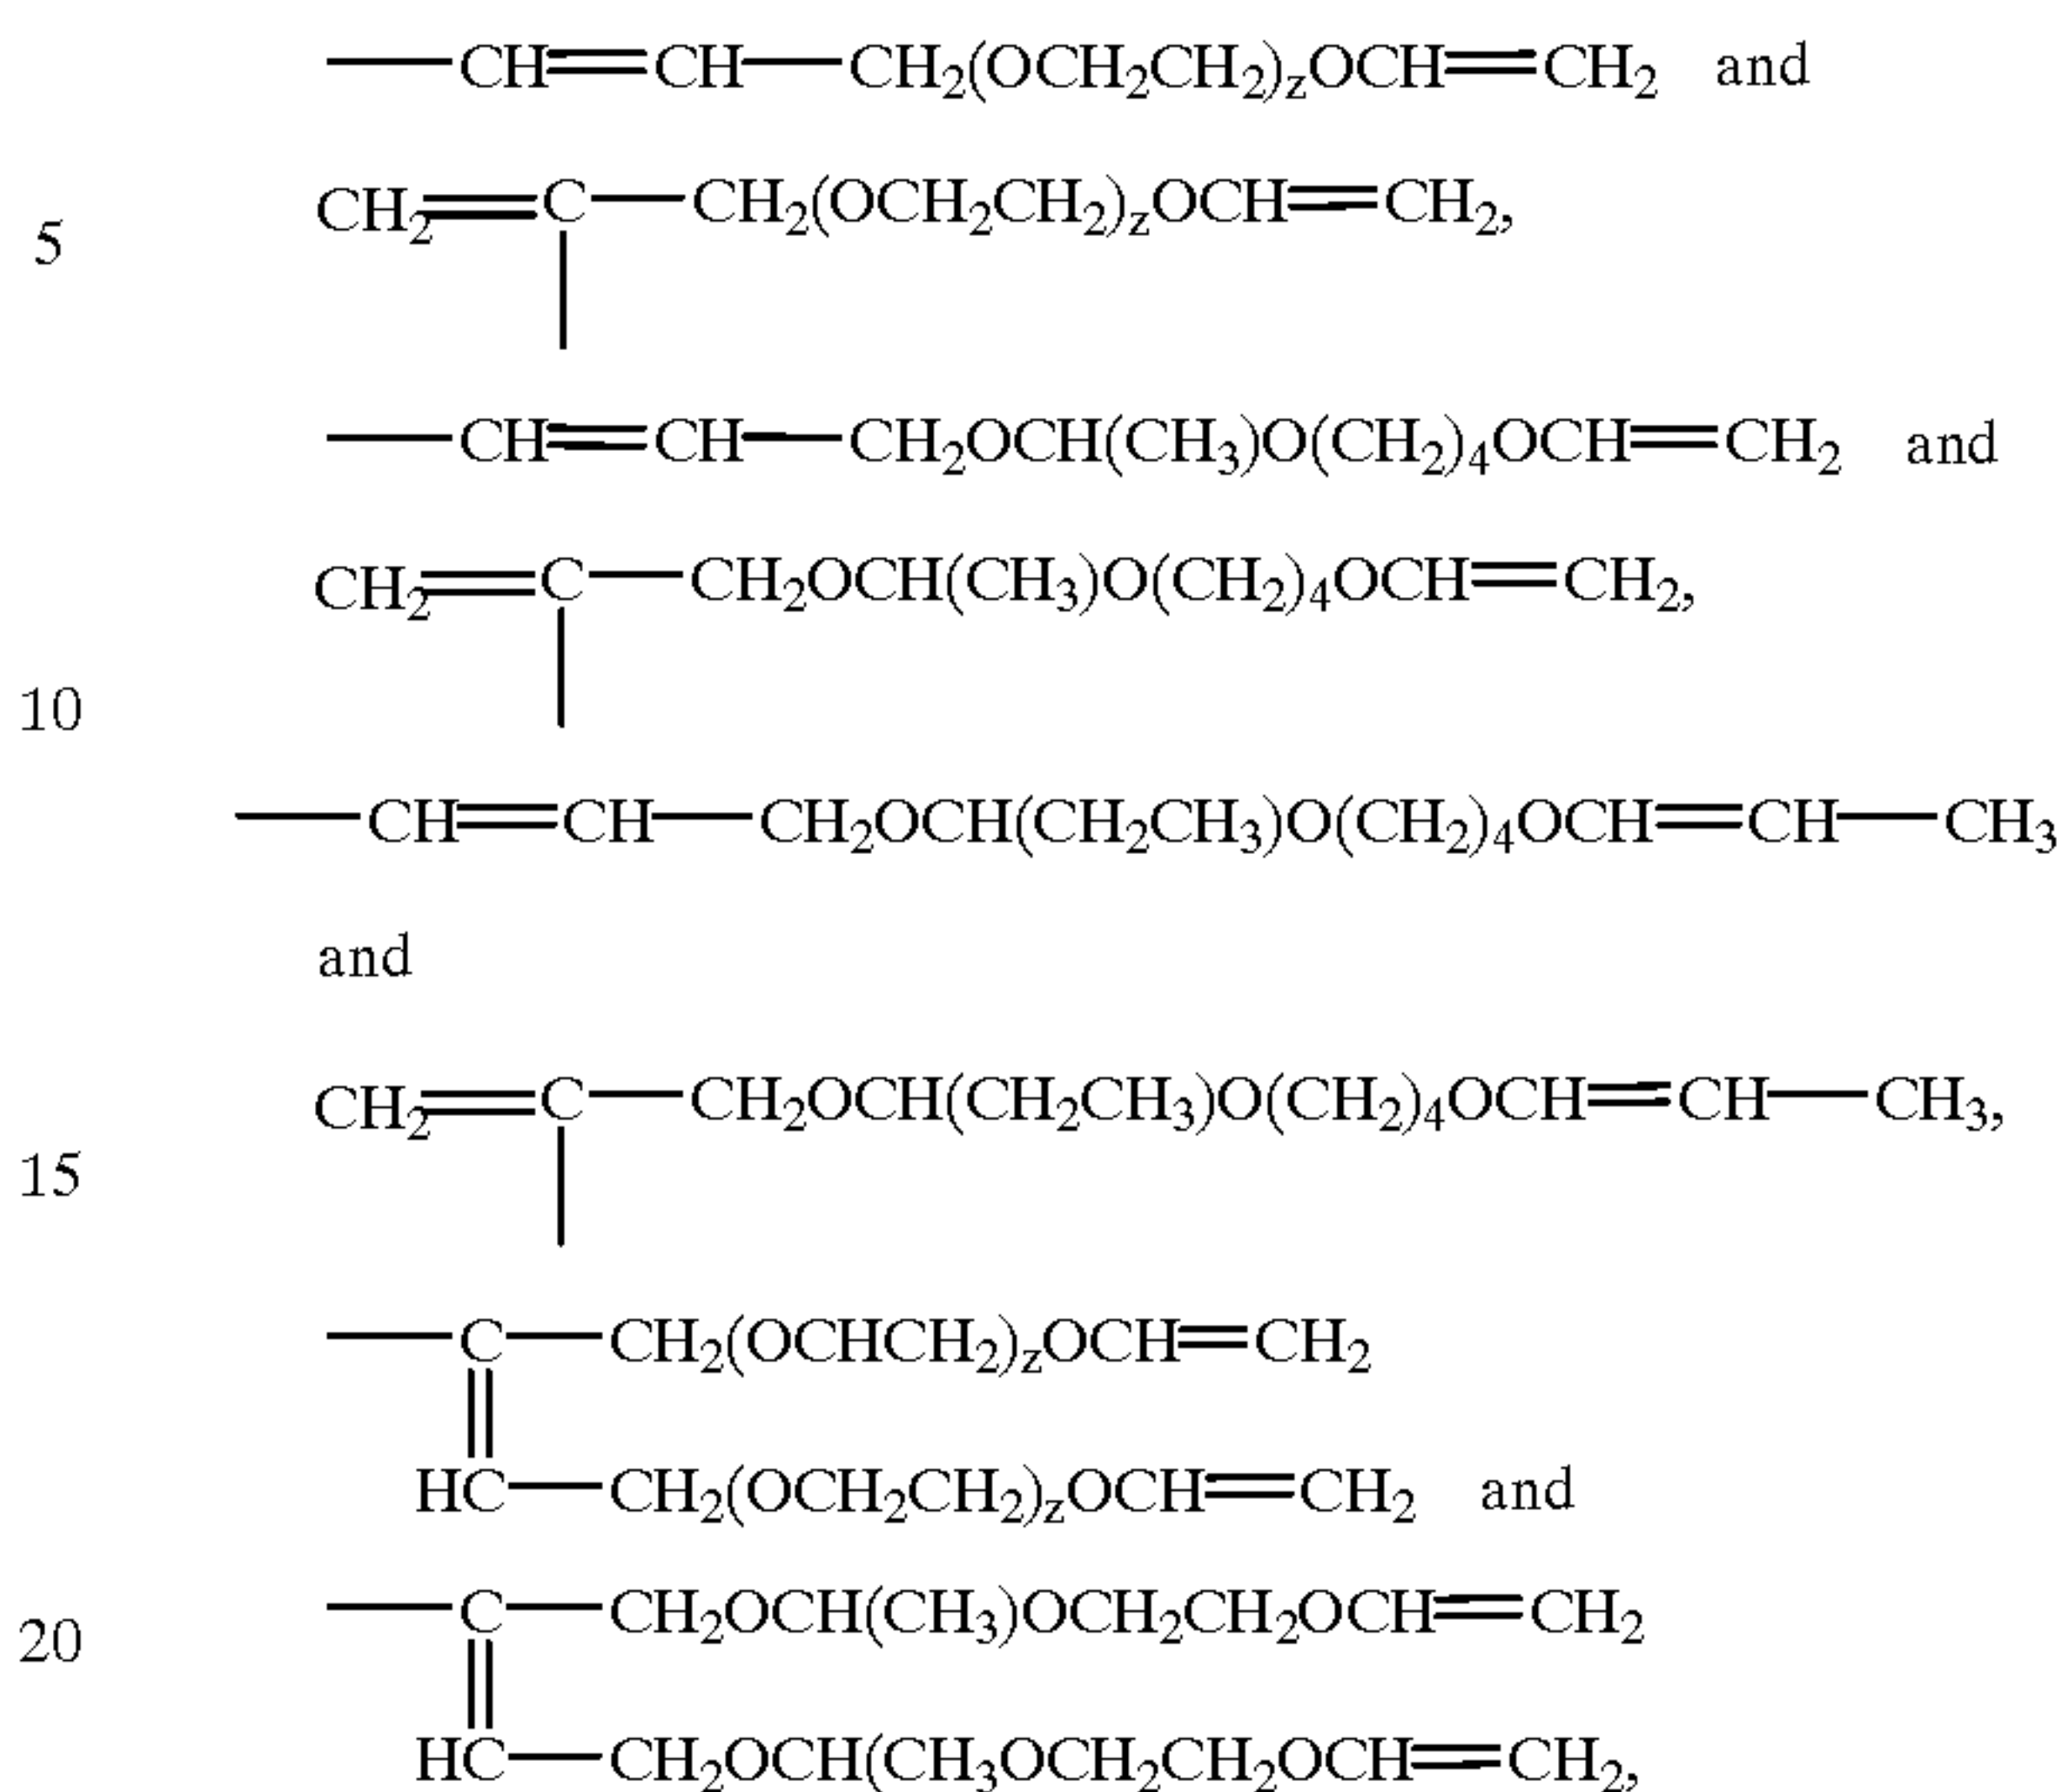 —CH=CH—CH₂(OCH₂CH₂)zOCH=CH₂ and
CH₂=C—CH₂(OCH₂CH₂)zOCH=CH₂,
5
—CH=CH—CH₂OCH(CH₃)O(CH₂)₄OCH=CH₂ and
CH₂=C—CH₂OCH(CH₃)O(CH₂)₄OCH=CH₂,
10
—CH=CH—CH₂OCH(CH₂CH₃)O(CH₂)₄OCH=CH—CH₃
and
CH₂=C—CH₂OCH(CH₂CH₃)O(CH₂)₄OCH=CH—CH₃,
15
—C—CH₂(OCHCH₂)zOCH=CH₂
HC—CH₂(OCH₂CH₂)zOCH=CH₂ and
—C—CH₂OCH(CH₃)OCH₂CH₂OCH=CH₂
20
HC—CH₂OCH(CH₃OCH₂CH₂OCH=CH₂,